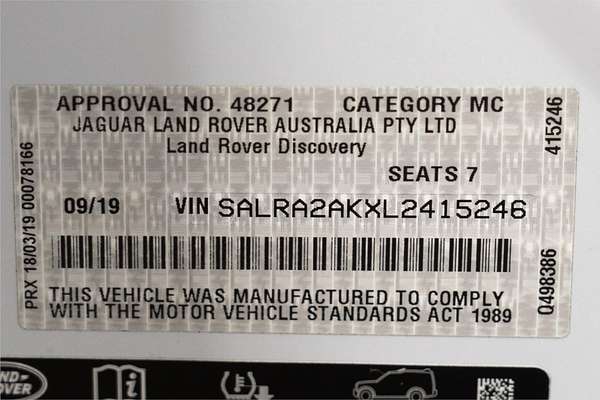 APPROVAL NO. 48271 CATEGORY MC
JAGUAR LAND ROVER AUSTRALIA PTY LTD
Land Rover Discovery
SEATS 7
09/19 VIN SALRA2AKXL2415246
THIS VEHICLE WAS MANUFACTURED TO COMPLY
WITH THE MOTOR VEHICLE STANDARDS ACT 1989
PRX 18/03/19 00078166
415246
Q498386
ND-
OVER